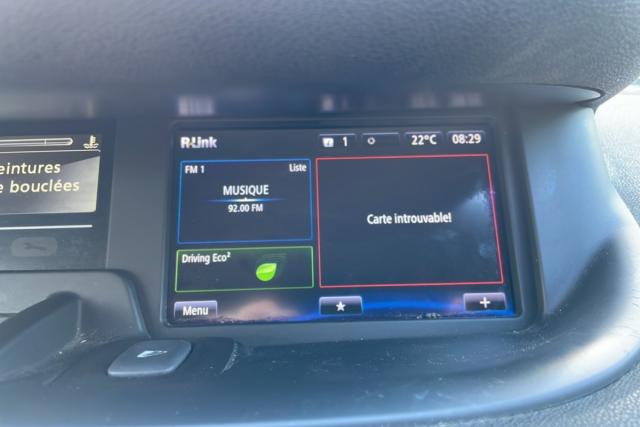 R-Link
1
22°C
08:29
eintures
e bouclées
FM 1
Liste
MUSIQUE
92.00 FM
Carte introuvable!
Driving Eco²
Menu
+